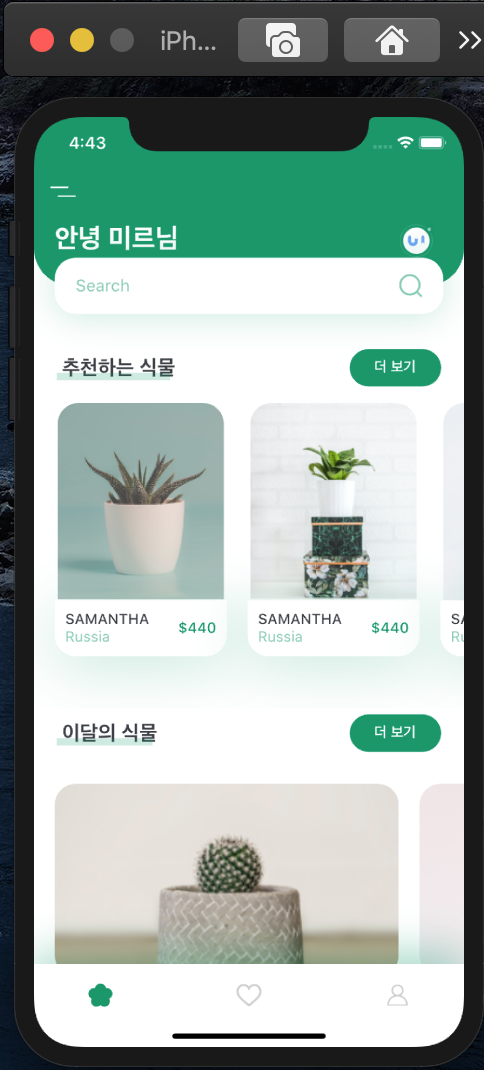 iPh...
4:43
안녕 미르님
Search
추천하는 식물
더 보기
SAMANTHA
Russia
$440
SAMANTHA
Russia
$440
S
Ru
이달의 식물
더 보기